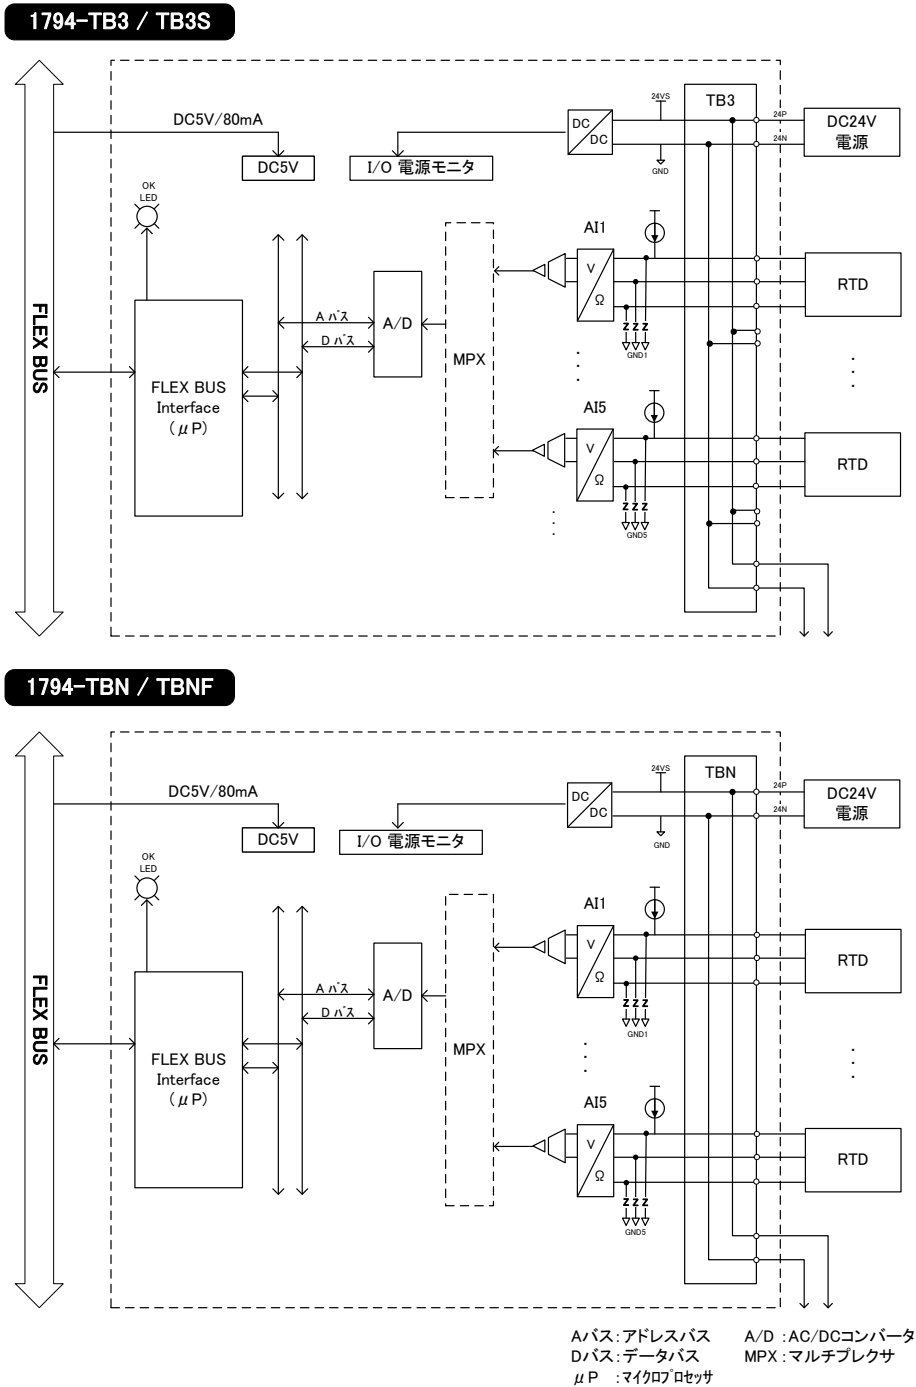 1794-TB3 / TB3S
FLEX BUS
DC5V/80mA
DC5V
I/O 電源モニタ
DC
DC
24VS
GND
TB3
24P
24N
DC24V
電源
OK
LED
FLEX BUS
Interface
(μP)
A バス
D バス
A/D
MPX
AI1
V
Ω
Z Z Z
GND1
RTD
AI5
V
Ω
Z Z Z
GND5
RTD
1794-TBN / TBNF
FLEX BUS
DC5V/80mA
DC5V
I/O 電源モニタ
DC
DC
24VS
GND
TBN
24P
24N
DC24V
電源
OK
LED
FLEX BUS
Interface
(μP)
A バス
D バス
A/D
MPX
AI1
V
Ω
Z Z Z
GND1
RTD
AI5
V
Ω
Z Z Z
GND5
RTD
Aバス：アドレスバス A/D：AC/DCコンバータ
Dバス：データバス MPX：マルチプレクサ
μP ：マイクロプロセッサ